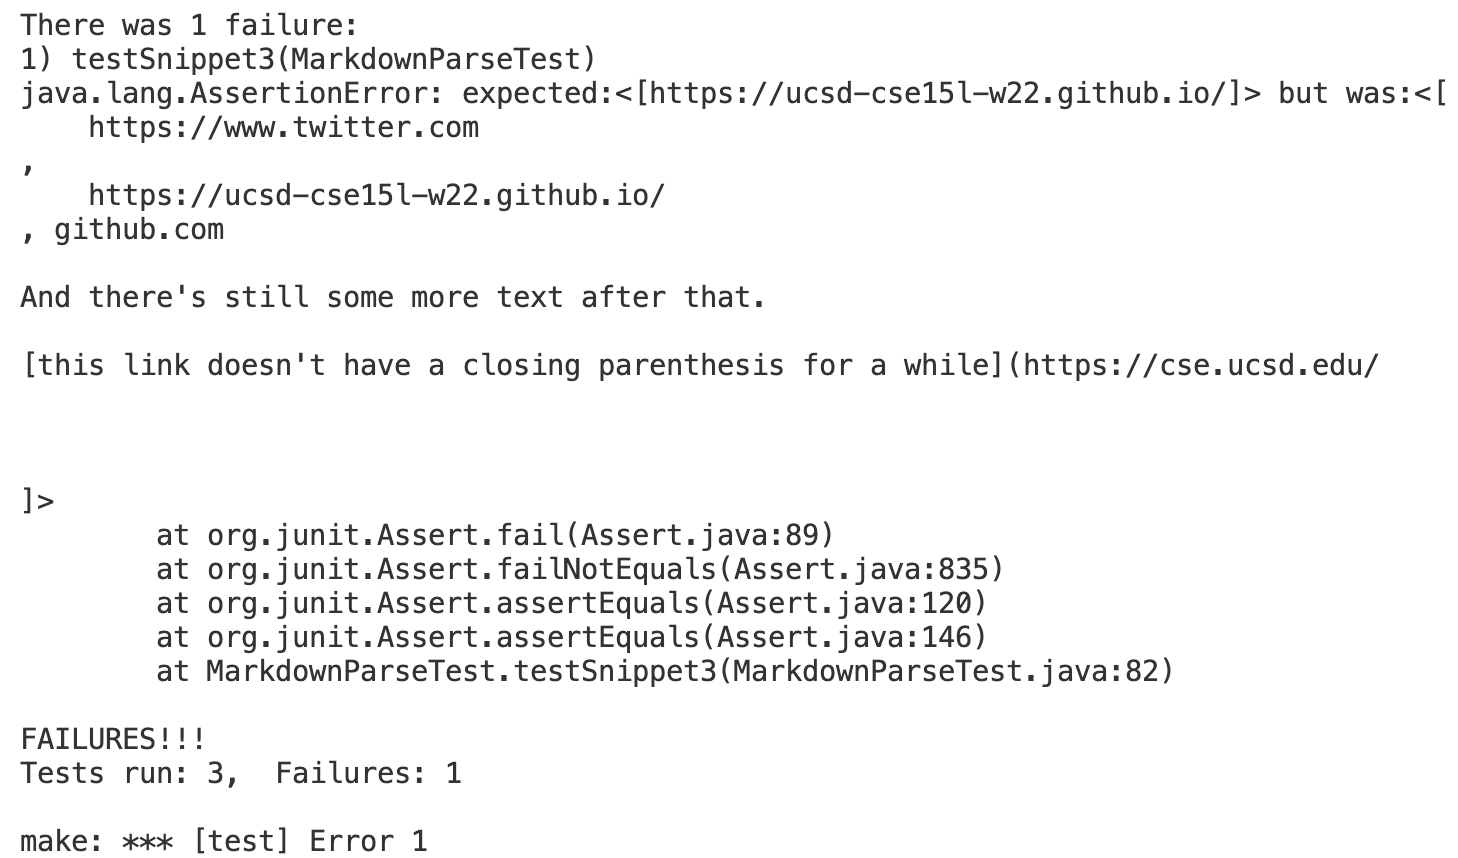 There was 1 failure:
1) testSnippet3(MarkdownParseTest)
java.lang.AssertionError: expected:<[https://ucsd-cse15l-w22.github.io/]> but was:<[
    https://www.twitter.com
,
    https://ucsd-cse15l-w22.github.io/
, github.com

And there's still some more text after that.

[this link doesn't have a closing parenthesis for a while](https://cse.ucsd.edu/



]>
        at org.junit.Assert.fail(Assert.java:89)
        at org.junit.Assert.failNotEquals(Assert.java:835)
        at org.junit.Assert.assertEquals(Assert.java:120)
        at org.junit.Assert.assertEquals(Assert.java:146)
        at MarkdownParseTest.testSnippet3(MarkdownParseTest.java:82)

FAILURES!!!
Tests run: 3,  Failures: 1

make: *** [test] Error 1